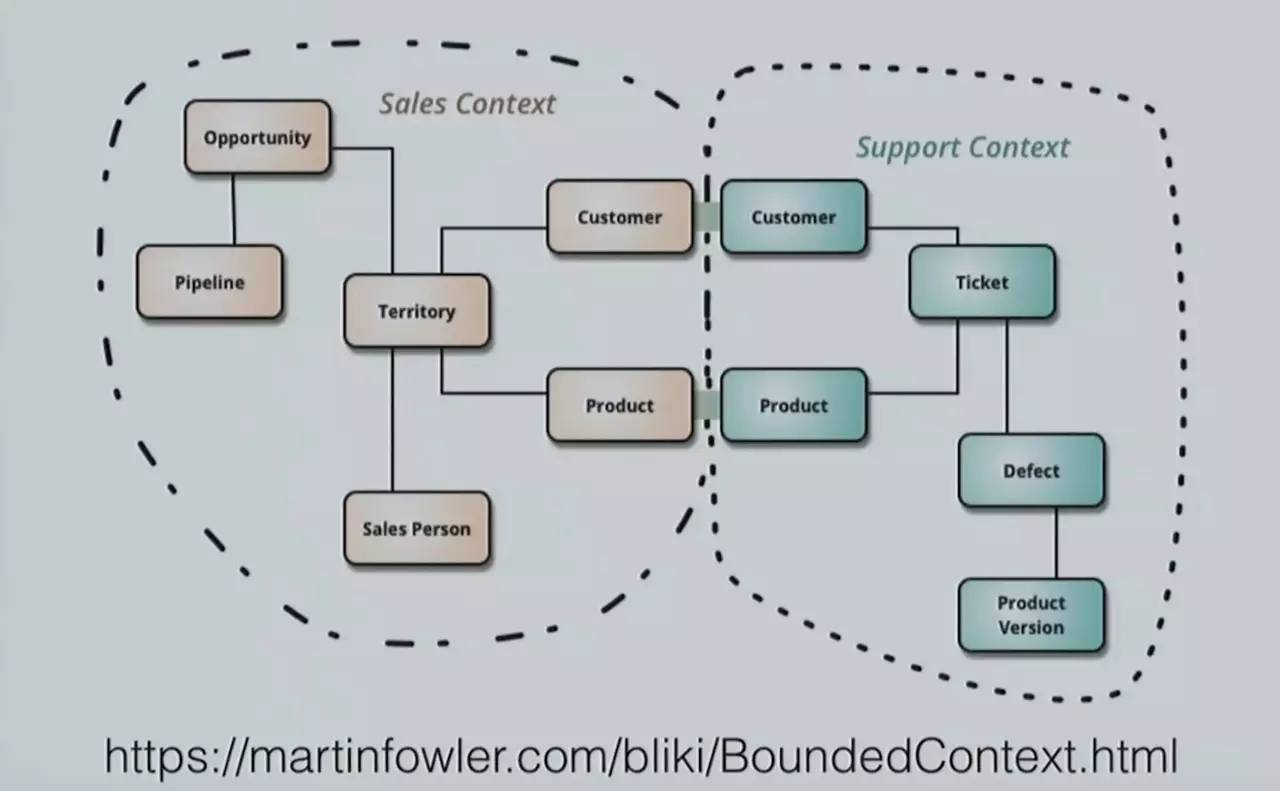 Sales Context
Opportunity
Support Context
Customer
Customer
Pipeline
Ticket
Territory
Product
Product
Defect
Sales Person
Product
Version
https://martinfowler.com/bliki/BoundedContext.html